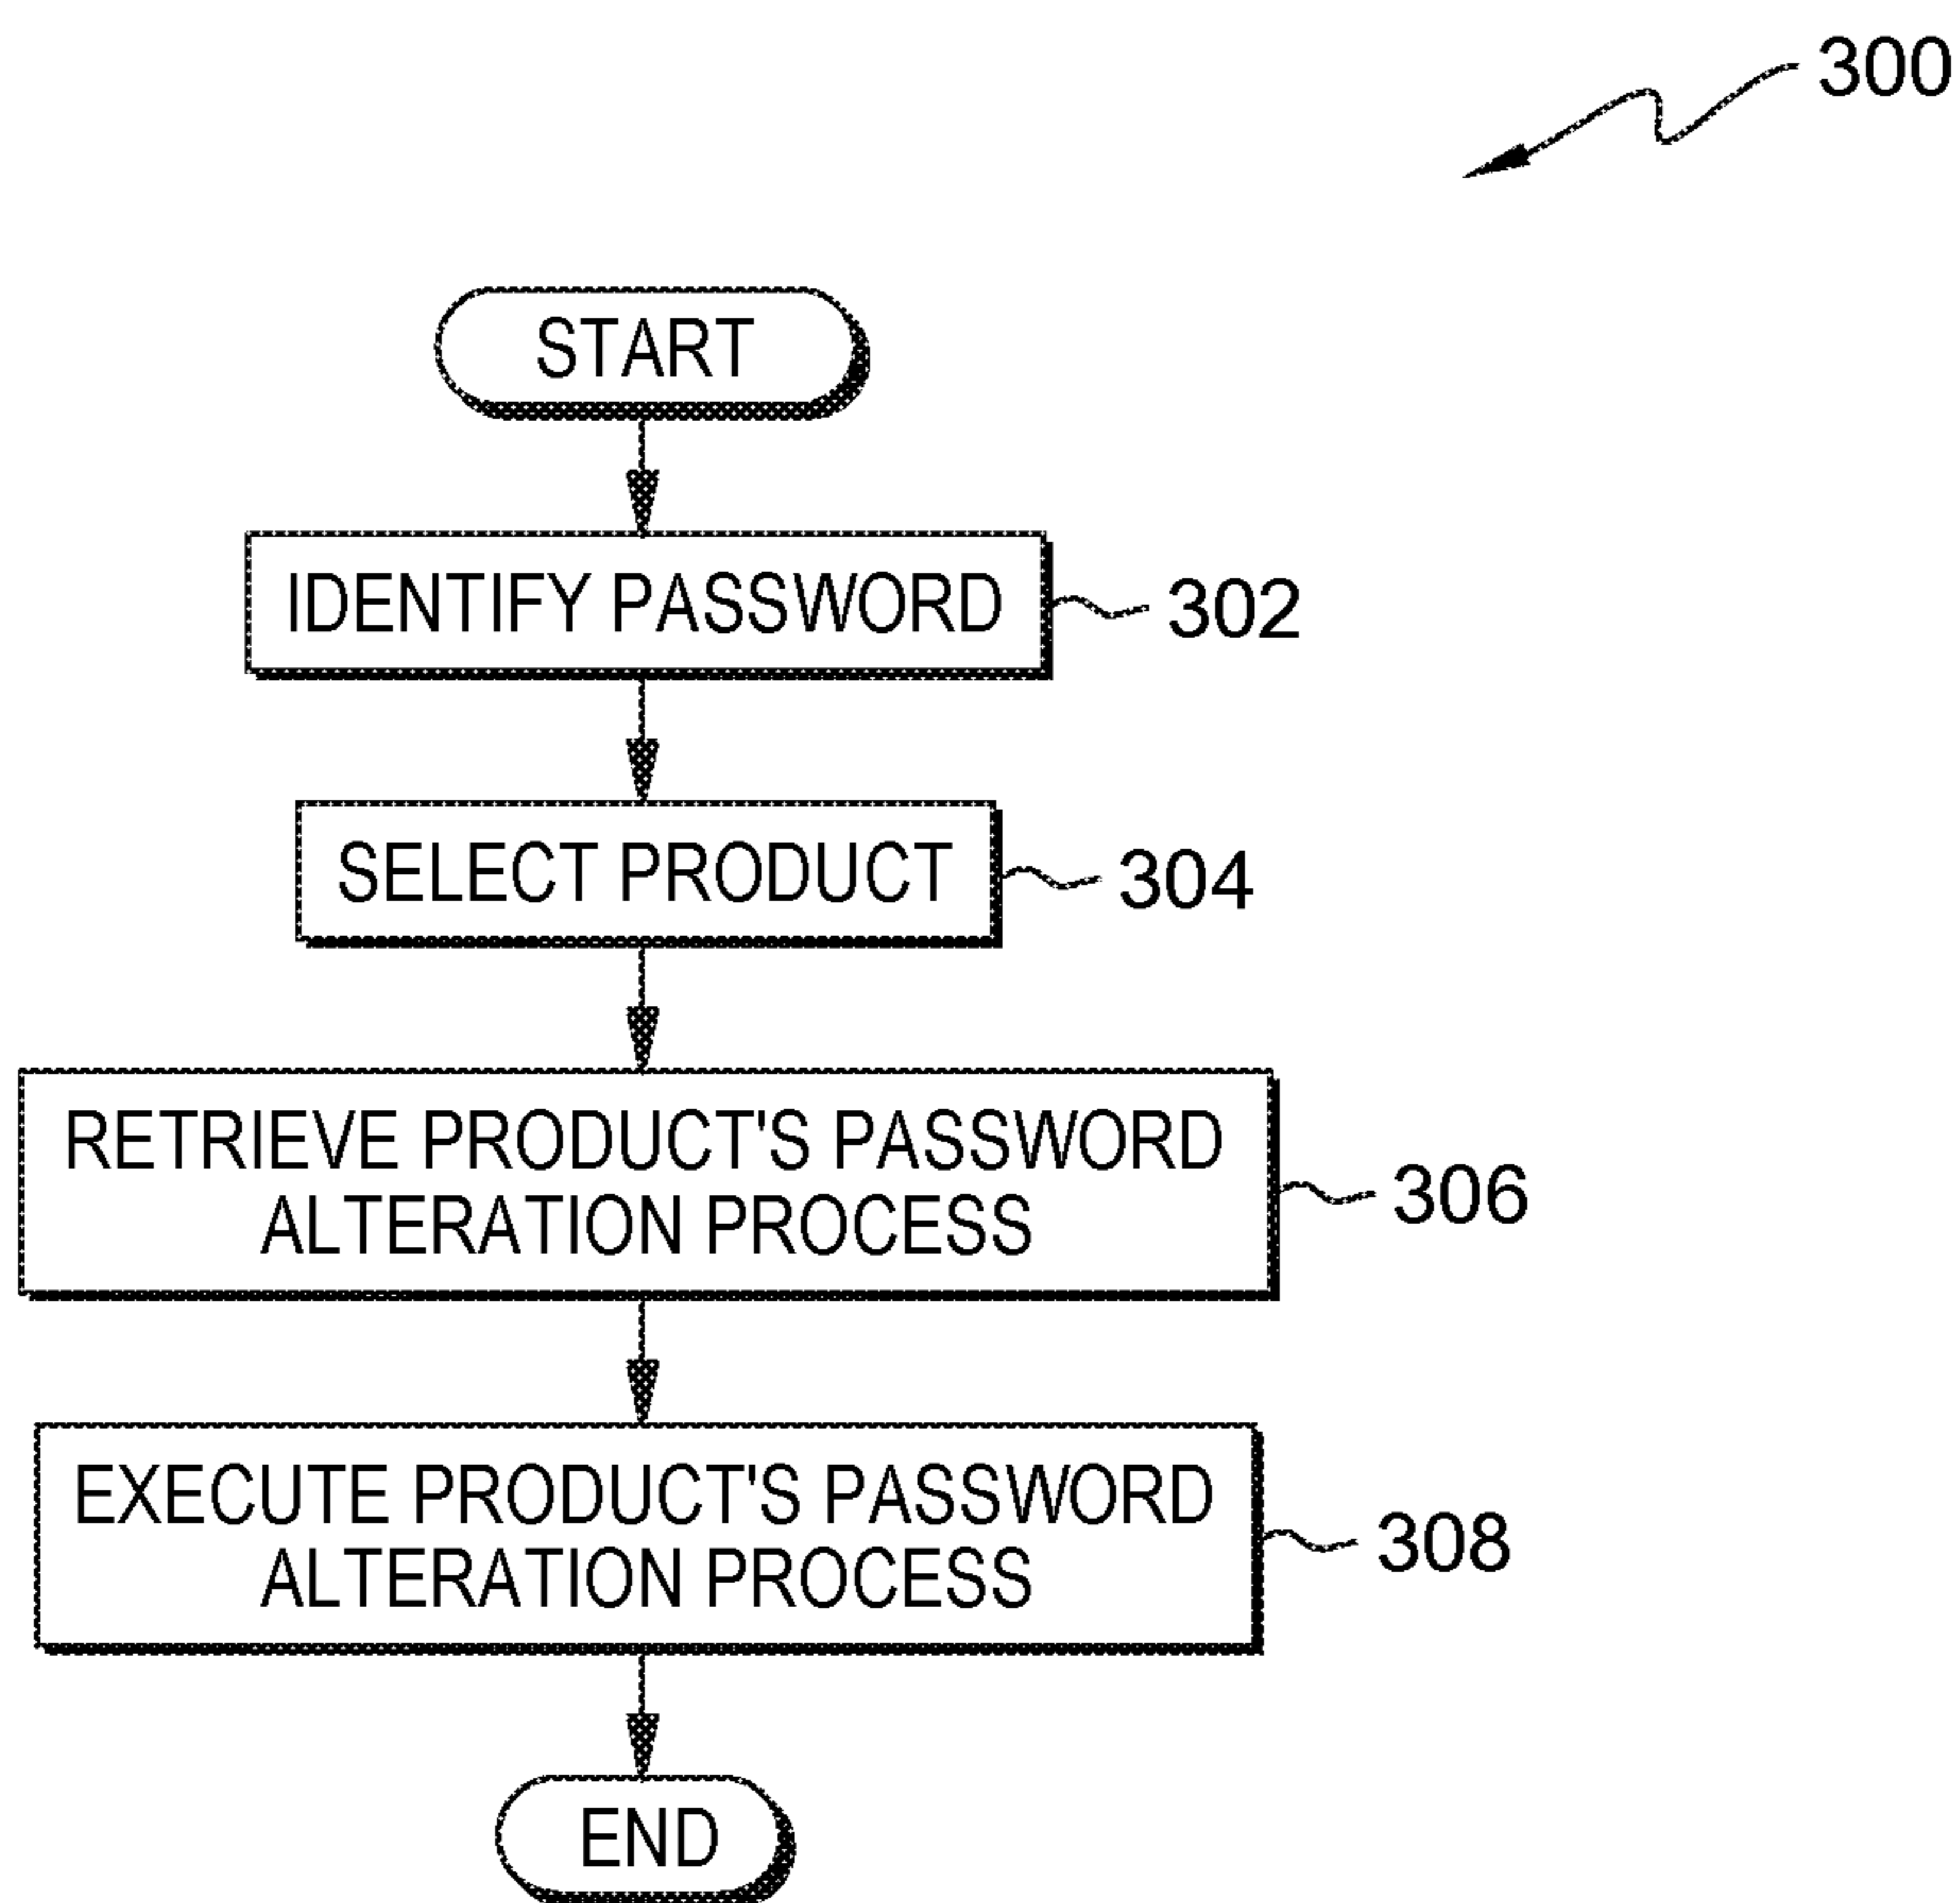 300
START
IDENTIFY PASSWORD
302
SELECT PRODUCT
304
RETRIEVE PRODUCT'S PASSWORD
ALTERATION PROCESS
306
EXECUTE PRODUCT'S PASSWORD
ALTERATION PROCESS
308
END